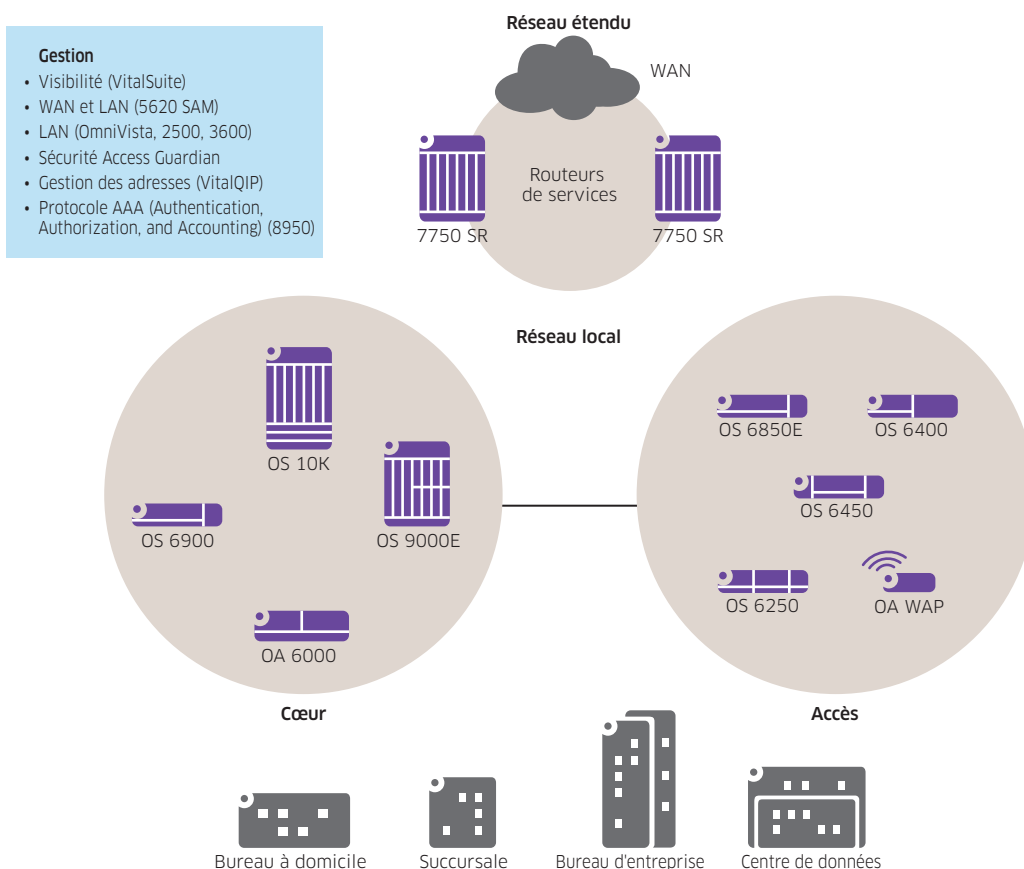 Gestion
• Visibilité (VitalSuite)
• WAN et LAN (5620 SAM)
• LAN (OmniVista, 2500, 3600)
• Sécurité Access Guardian
• Gestion des adresses (VitalQIP)
• Protocole AAA (Authentication,
Authorization, and Accounting) (8950)
Réseau étendu
WAN
Routeurs
de services
7750 SR
7750 SR
Réseau local
OS 10K
OS 6900
OS 9000E
OA 6000
OS 6850E
OS 6400
OS 6450
OS 6250
OA WAP
Cœur
Accès
Bureau à domicile
Succursale
Bureau d'entreprise
Centre de données